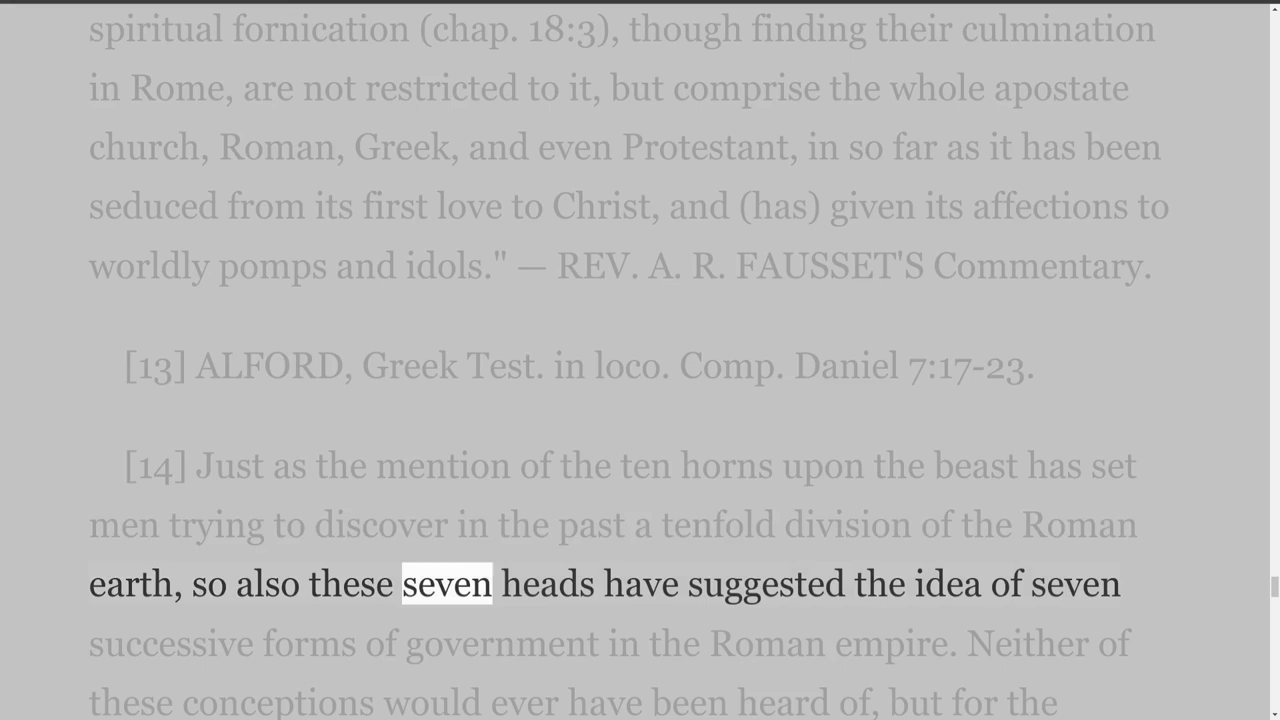 spiritual fornication (chap. 18:3), though finding their culmination
in Rome, are not restricted to it, but comprise the whole apostate
church, Roman, Greek, and even Protestant, in so far as it has been
seduced from its first love to Christ, and (has) given its affections to
worldly pomps and idols." — REV. A. R. FAUSSET'S Commentary.
[13] ALFORD, Greek Test. in loco. Comp. Daniel 7:17-23.
[14] Just as the mention of the ten horns upon the beast has set
men trying to discover in the past a tenfold division of the Roman
earth, so also these seven heads have suggested the idea of seven
successive forms of government in the Roman empire. Neither of
these conceptions would ever have been heard of, but for the